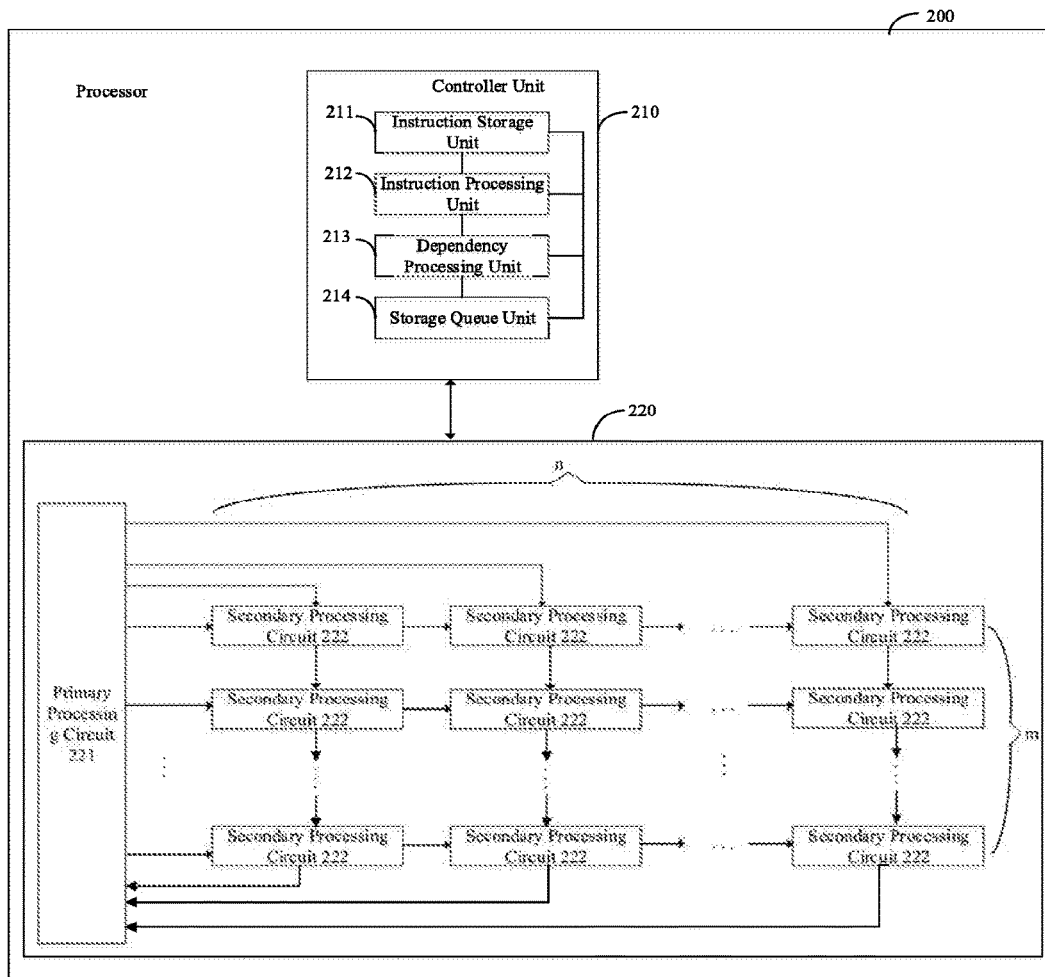 200
Processor
Controller Unit
211
210
Instruction Storage
Unit
212
Instruction Processing
Unit
213
Dependency
Processing Unit
214
Storage Queue Unit
220
n
Secondary Processing
Circuit 222
Secondary Processing
Circuit 222
...
Secondary Processing
Circuit 222
Primary
Processin
g Circuit
221
Secondary Processing
Circuit 222
Secondary Processing
Circuit 222
...
Secondary Processing
Circuit 222
m
...
...
...
...
...
Secondary Processing
Circuit 222
Secondary Processing
Circuit 222
...
Secondary Processing
Circuit 222